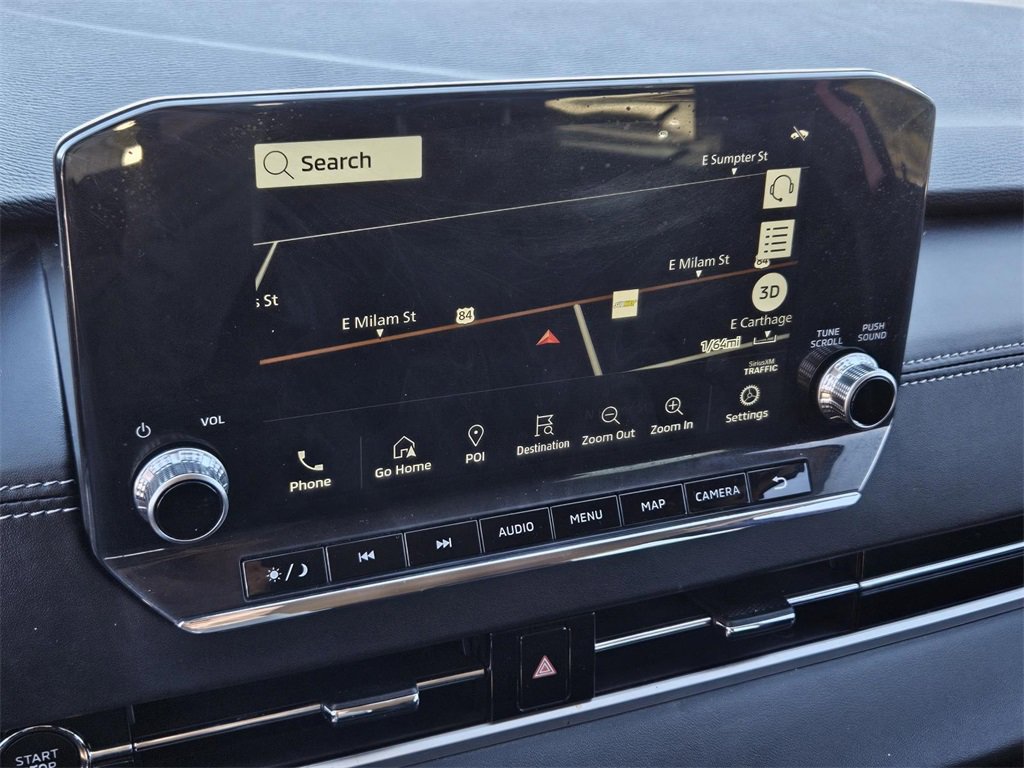 Search
E Sumpter St
E Milam St
84
s St
E Milam St
84
3D
E Carthage
1/64mi
SiriusXM
TRAFFIC
TUNE
SCROLL
PUSH
SOUND
VOL
Phone
Go Home
POI
Destination
Zoom Out
Zoom In
Settings
AUDIO
MENU
MAP
CAMERA
START